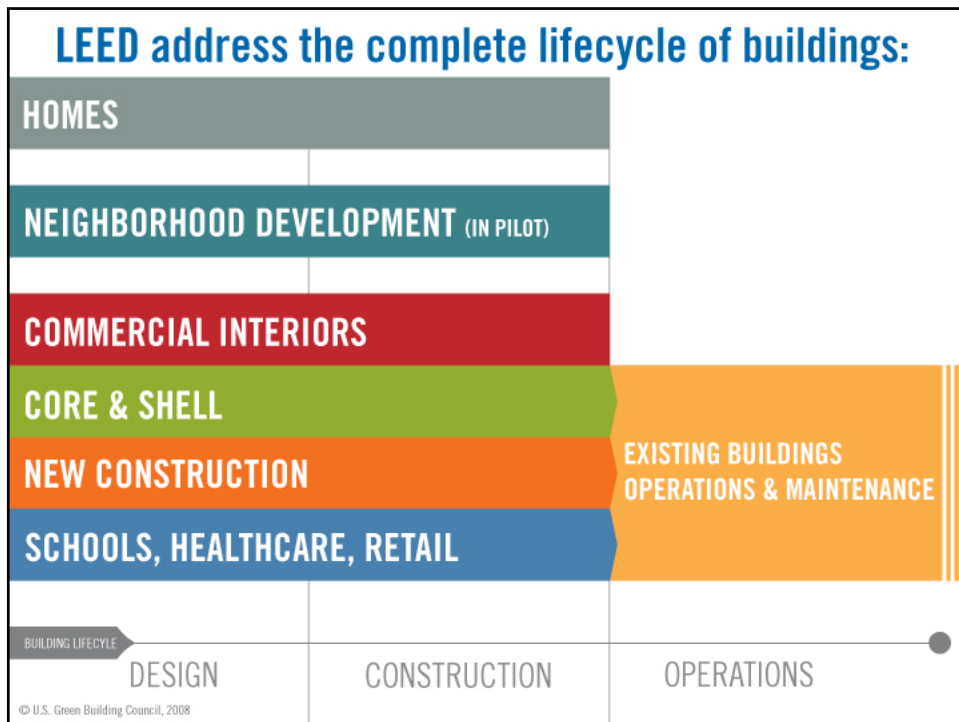 LEED address the complete lifecycle of buildings:
HOMES
NEIGHBORHOOD DEVELOPMENT (IN PILOT)
COMMERCIAL INTERIORS
CORE & SHELL
NEW CONSTRUCTION
SCHOOLS, HEALTHCARE, RETAIL
EXISTING BUILDINGS
OPERATIONS & MAINTENANCE
BUILDING LIFECYLE
DESIGN
CONSTRUCTION
OPERATIONS
© U.S. Green Building Council, 2008